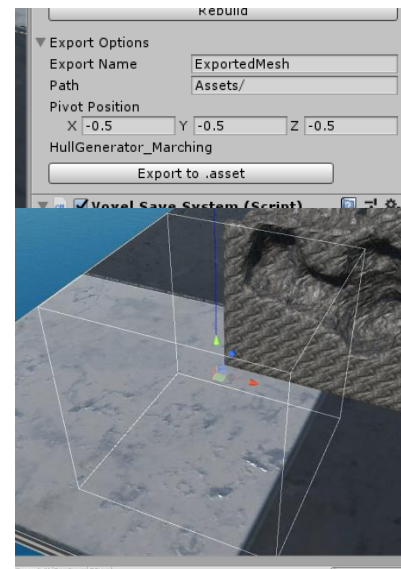 Rebuild
Export Options
Export Name ExportedMesh
Path Assets/
Pivot Position
X -0.5 Y -0.5 Z -0.5
HullGenerator_Marching
Export to .asset
Voxel Save System (Script)